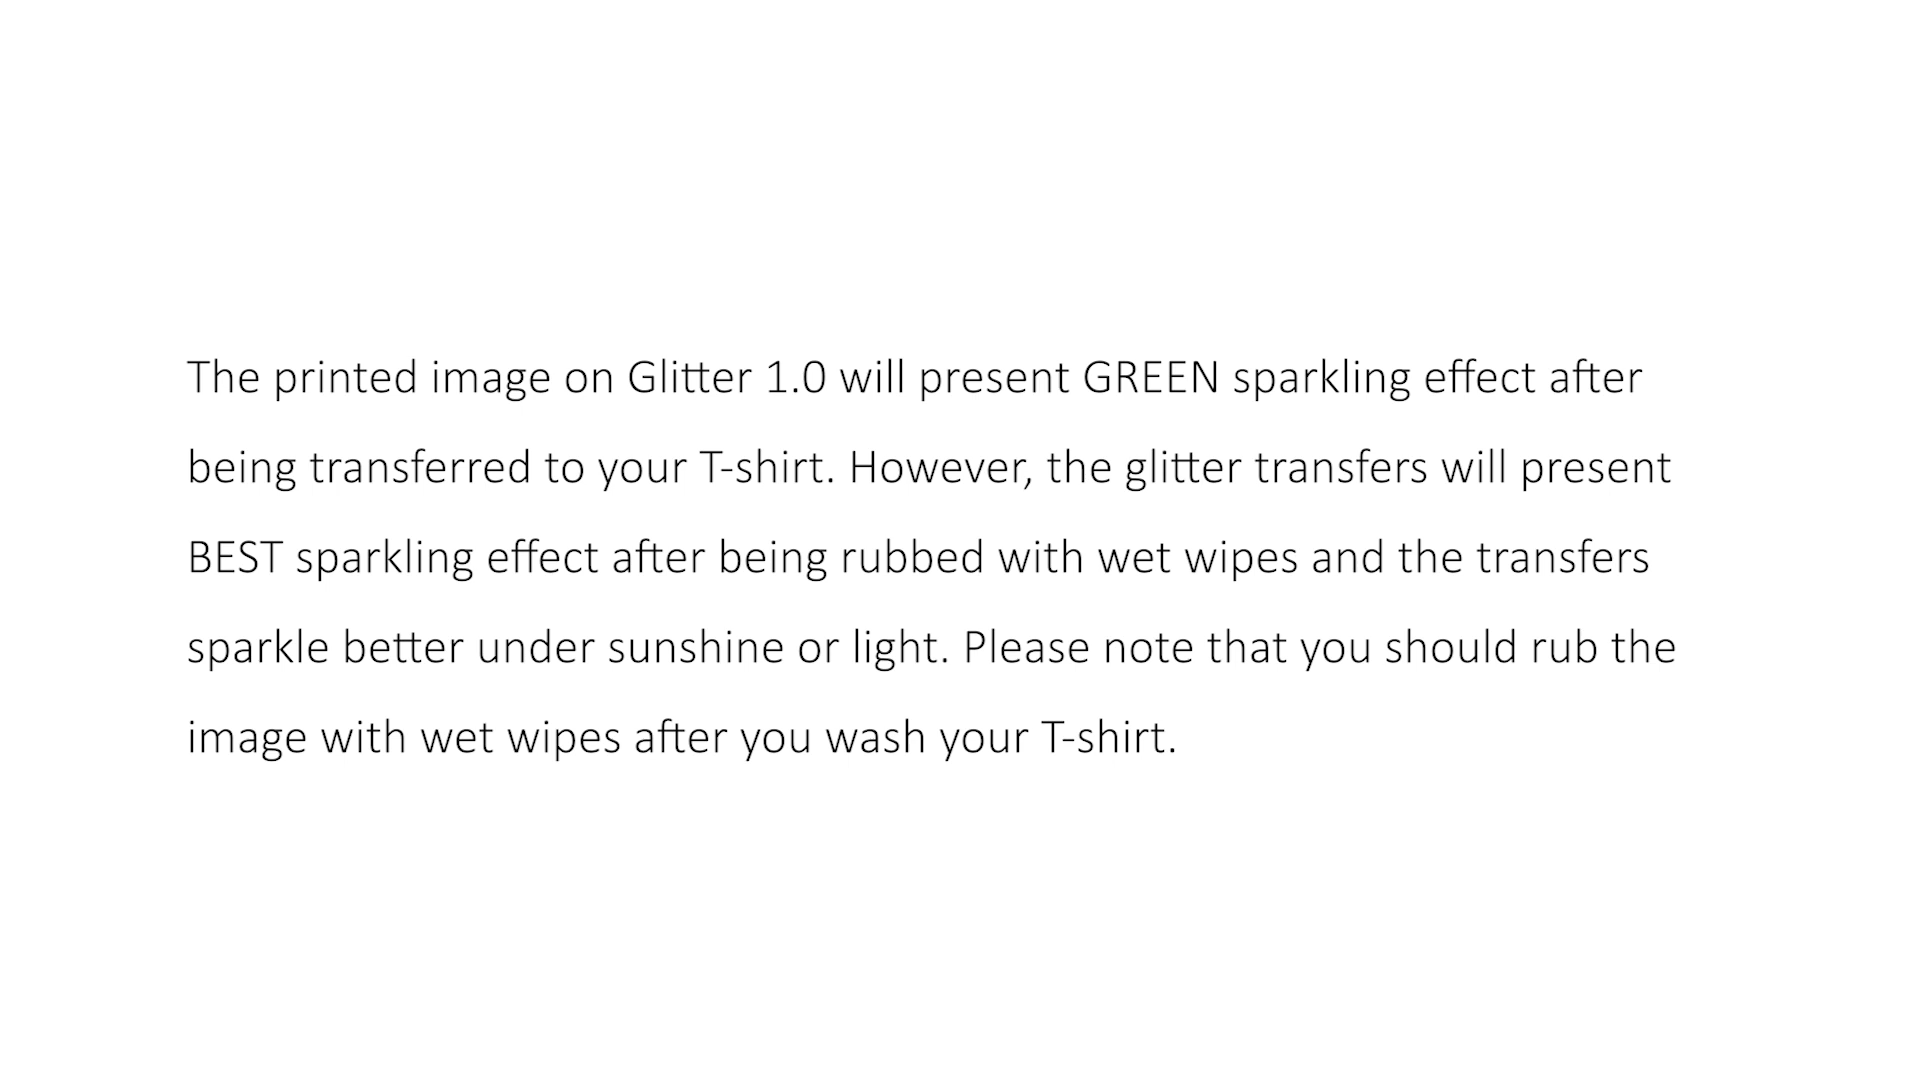 The printed image on Glitter 1.0 will present GREEN sparkling effect after
being transferred to your T-shirt. However, the glitter transfers will present
BEST sparkling effect after being rubbed with wet wipes and the transfers
sparkle better under sunshine or light. Please note that you should rub the
image with wet wipes after you wash your T-shirt.